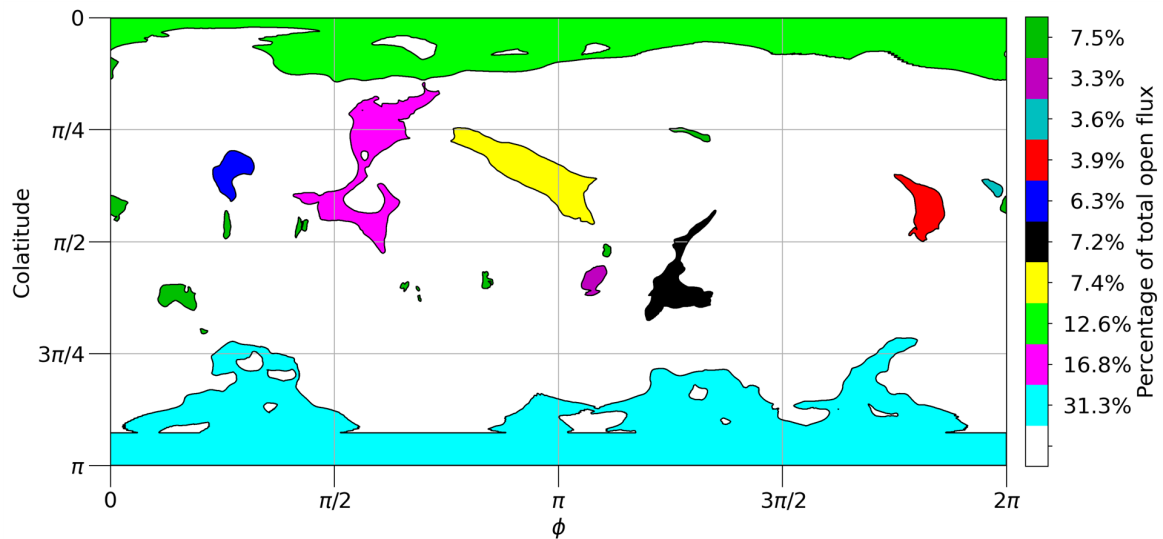 0
π/4
π/2
3π/4
π
Colatitude
0
π/2
π
3π/2
2π
ϕ
7.5%
3.3%
3.6%
3.9%
6.3%
7.2%
7.4%
12.6%
16.8%
31.3%
Percentage of total open flux